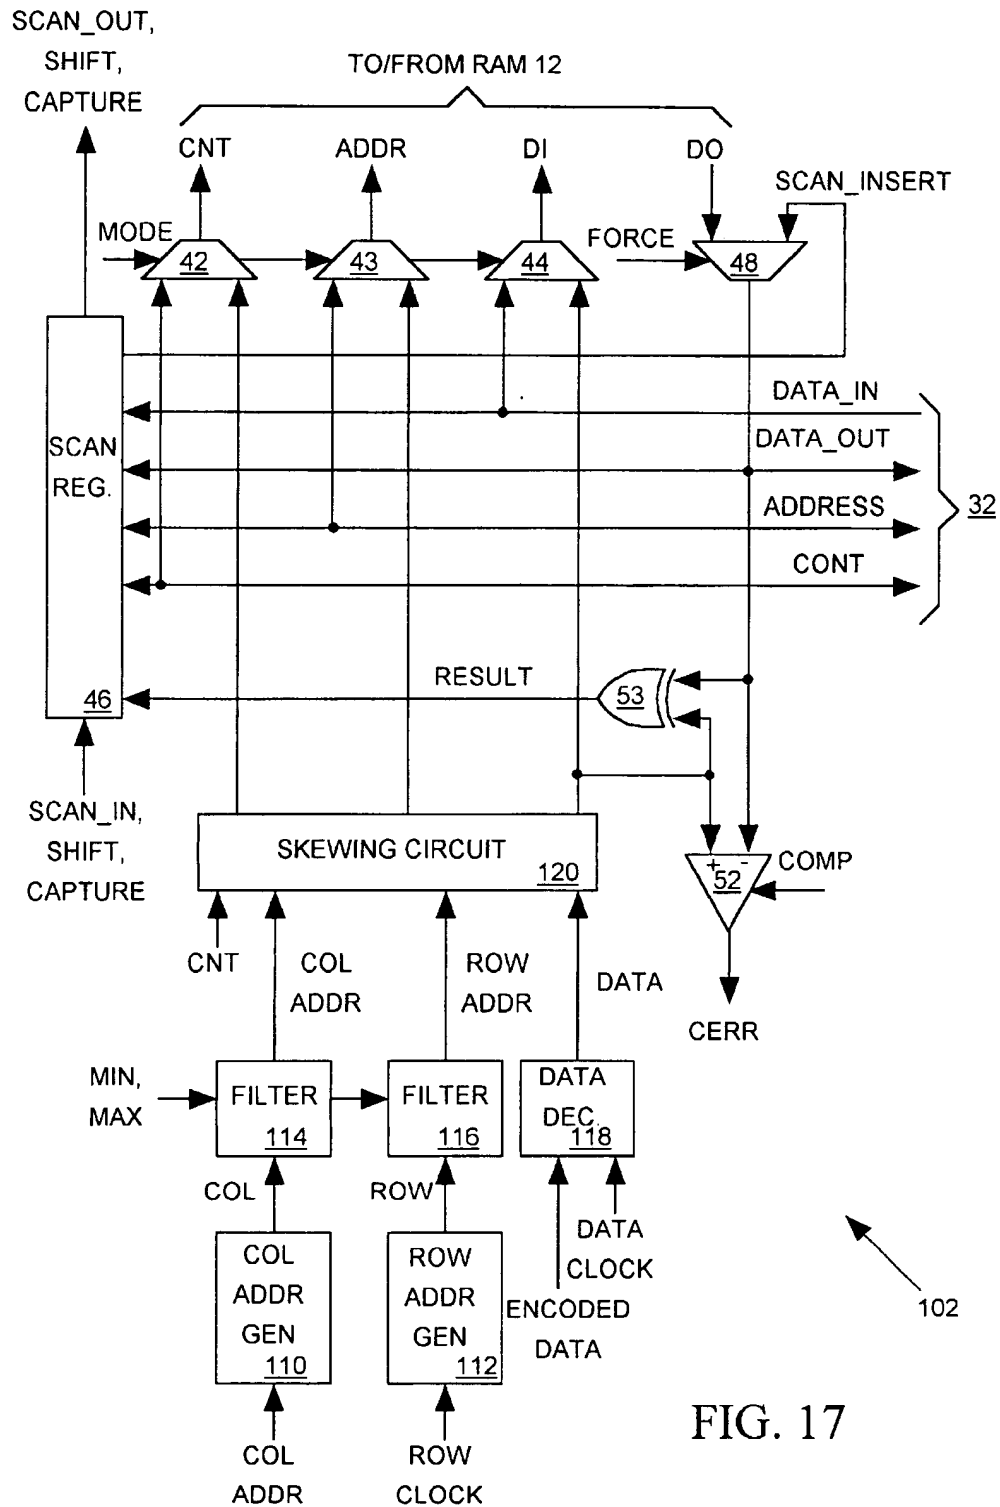 SCAN_OUT,
SHIFT,
CAPTURE
TO/FROM RAM 12
CNT
ADDR
DI
DO
SCAN_INSERT
MODE
FORCE
42
43
44
48
DATA_IN
DATA_OUT
ADDRESS
CONT
32
SCAN
REG.
46
RESULT
53
SCAN_IN,
SHIFT,
CAPTURE
SKEWING CIRCUIT
120
+ -
52
COMP
CERR
CNT
COL
ADDR
ROW
ADDR
DATA
MIN,
MAX
FILTER
114
FILTER
116
DATA
DEC.
118
COL
ROW
DATA
CLOCK
ENCODED
DATA
COL
ADDR
GEN
110
ROW
ADDR
GEN
112
102
COL
ADDR
ROW
CLOCK
FIG. 17